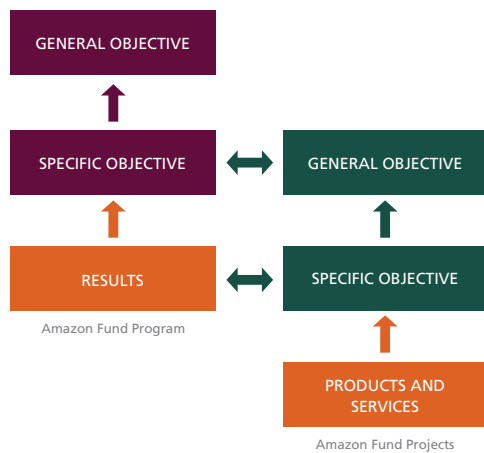 GENERAL OBJECTIVE
SPECIFIC OBJECTIVE
GENERAL OBJECTIVE
RESULTS
SPECIFIC OBJECTIVE
Amazon Fund Program
PRODUCTS AND
SERVICES
Amazon Fund Projects